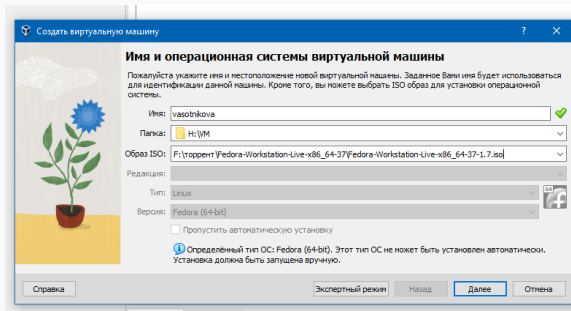 Создать виртуальную машину
Имя и операционная системы виртуальной машины
Пожалуйста укажите имя и местоположение новой виртуальной машины. Заданное Вами имя будет использоваться
для идентификации данной машины. Кроме того, вы можете выбрать ISO образ для установки операционной
системы.
Имя: vasotnikova
Папка: H:\VM
Образ ISO: F:\торрент\Fedora-Workstation-Live-x86_64-37\Fedora-Workstation-Live-x86_64-37-1.7.iso
Редакция:
Тип: Linux
64
Версия: Fedora (64-bit)
Пропустить автоматическую установку
Определённый тип ОС: Fedora (64-bit). Этот тип ОС не может быть установлен автоматически.
Установка должна быть запущена вручную.
Справка Экспертный режим Назад Далее Отмена